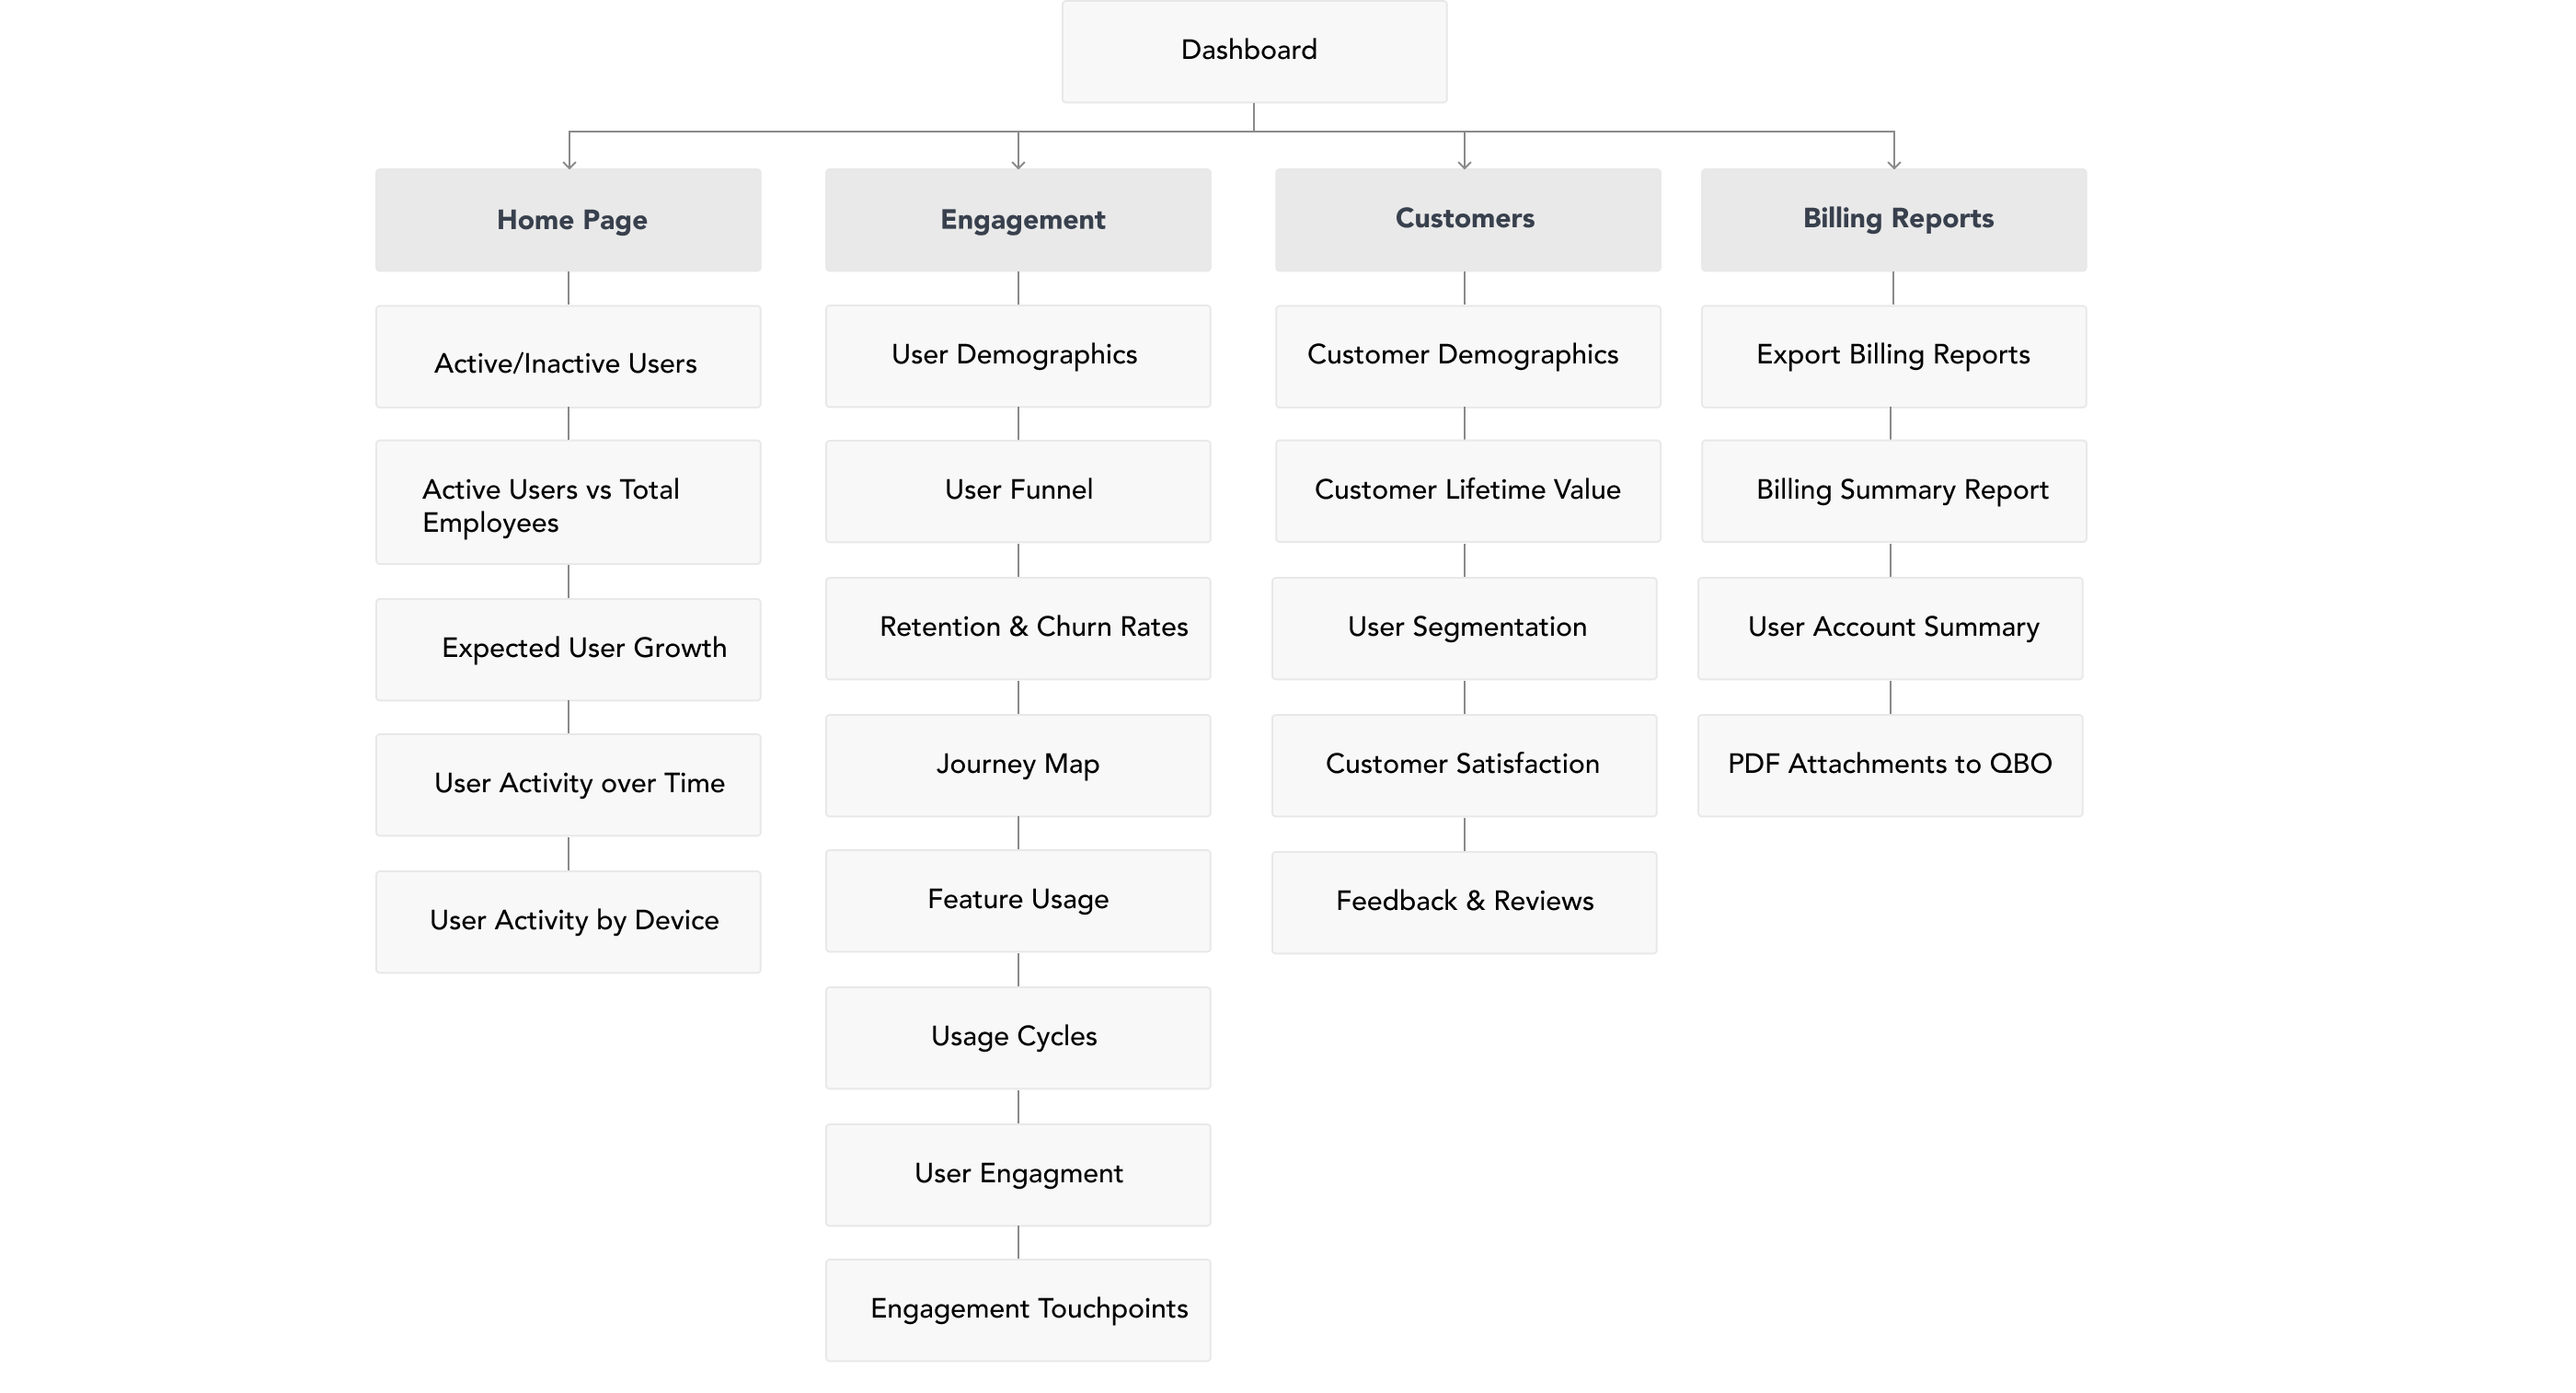 Dashboard
Home Page
Active/Inactive Users
Active Users vs Total
Employees
Expected User Growth
User Activity over Time
User Activity by Device
Engagement
User Demographics
User Funnel
Retention & Churn Rates
Journey Map
Feature Usage
Usage Cycles
User Engagment
Engagement Touchpoints
Customers
Customer Demographics
Customer Lifetime Value
User Segmentation
Customer Satisfaction
Feedback & Reviews
Billing Reports
Export Billing Reports
Billing Summary Report
User Account Summary
PDF Attachments to QBO